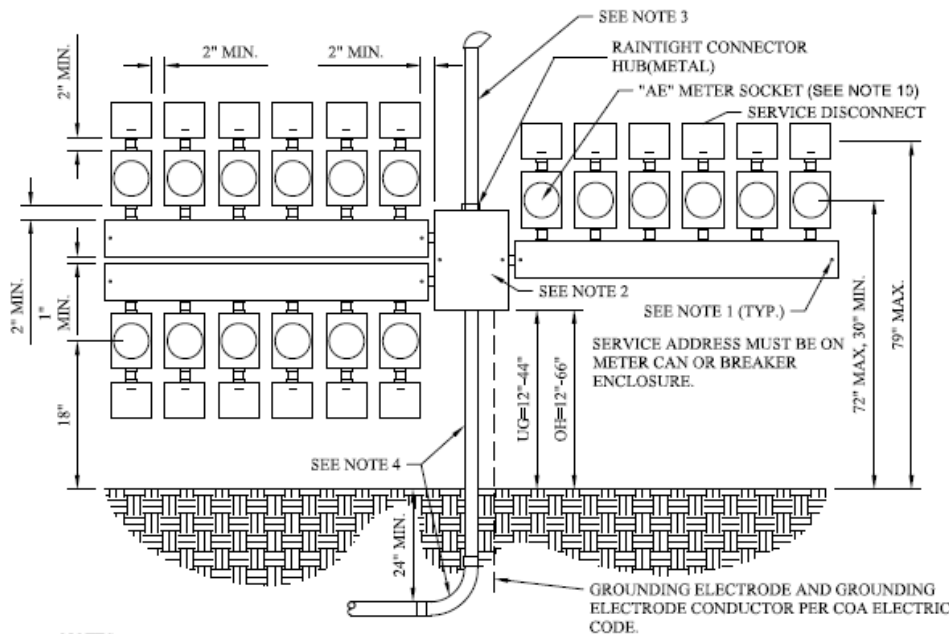 SEE NOTE 3
2" MIN.
2" MIN.
2" MIN.
RAINTIGHT CONNECTOR
HUB(METAL)
"AE" METER SOCKET (SEE NOTE 10)
SERVICE DISCONNECT
2" MIN.
1"
MIN.
18"
SEE NOTE 2
SEE NOTE 1 (TYP.)
SERVICE ADDRESS MUST BE ON
METER CAN OR BREAKER
ENCLOSURE.
UG=12"-44"
OH=12"-66"
72" MAX, 30" MIN.
79" MAX.
SEE NOTE 4
24" MIN.
GROUNDING ELECTRODE AND GROUNDING
ELECTRODE CONDUCTOR PER COA ELECTRIC
CODE.